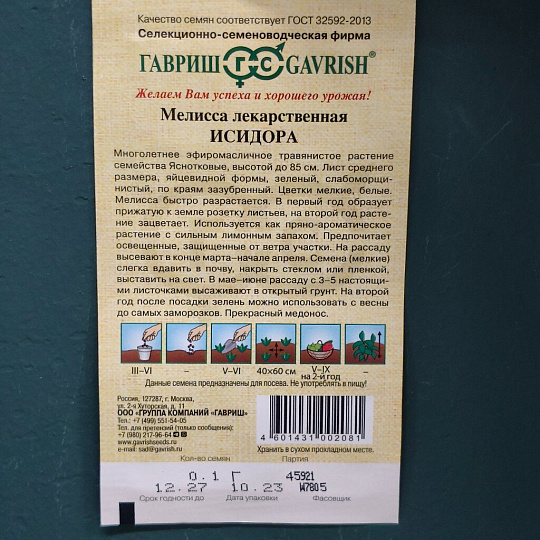 Качество семян соответствует ГОСТ 32592-2013
Селекционно-семеноводческая фирма
ГАВРИШ ГС GAVRISH®
Желаем Вам успеха и хорошего урожая!
Мелисса лекарственная
ИСИДОРА
Многолетнее эфиромасличное травянистое растение
семейства Яснотковые, высотой до 85 см. Лист среднего
размера, яйцевидной формы, зеленый, слабоморщи-
нистый, по краям зазубренный. Цветки мелкие, белые.
Мелисса быстро разрастается. В первый год образует
прижатую к земле розетку листьев, на второй год расте-
ние зацветает. Используется как пряно-ароматическое
растение с сильным лимонным запахом. Предпочитает
освещенные, защищенные от ветра участки. На рассаду
высевают в конце марта–начале апреля. Семена (мелкие)
слегка вдавить в почву, накрыть стеклом или пленкой,
выставить на свет. В мае–июне рассаду с 3–5 настоящи-
ми листочками высаживают в открытый грунт. На второй
год после посадки зелень можно использовать с весны
до самых заморозков. Прекрасный медонос.
III–VI – V–VI 40×60 см V–IX –
на 2-й год
Данные семена предназначены для посева. Не употреблять в пищу!
Россия, 127287, г. Москва,
ул. 2-я Хуторская, д. 11
ООО «ГРУППА КОМПАНИЙ «ГАВРИШ»
Тел.: +7 (499) 551-54-05
Тел. для претензий (только сообщения):
+7 (980) 217-96-64
www.gavrishseeds.ru
e-mail: sad@gavrish.ru
4 601431 002081
Хранить в сухом прохладном месте.
Кол-во семян Партия
0.1 Г 45921
12.27 10.23 W7805
Срок годности до Дата упаковки Фасовщик